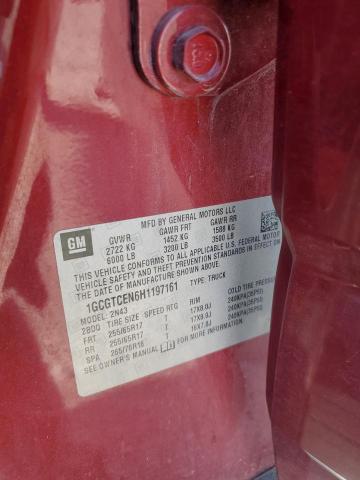 GM
MFD BY GENERAL MOTORS LLC
GVWR GAWR FRT GAWR RR
2722 KG 1452 KG 1588 KG
6000 LB 3200 LB 3500 LB
THIS VEHICLE CONFORMS TO ALL APPLICABLE U.S. FEDERAL MOTOR VEHICLE SAFETY AND THEFT PREVENTION STANDARDS IN EFFECT ON
THE DATE OF MANUFACTURE SHOWN ABOVE.
1GCGTCEN6H1197161 TYPE: TRUCK
MODEL: 2N43
2800 TIRE SIZE SPEED RTG RIM COLD TIRE
FRT 255/65R17 T 17X8.0J 240KPA(35PSI)
RR 255/65R17 T 17X8.0J 240KPA(35PSI)
SPA 265/70R16 T 16X7.0J 240KPA(35PSI)
SEE OWNER'S MANUAL FOR ADDITIONAL INFORMATION.